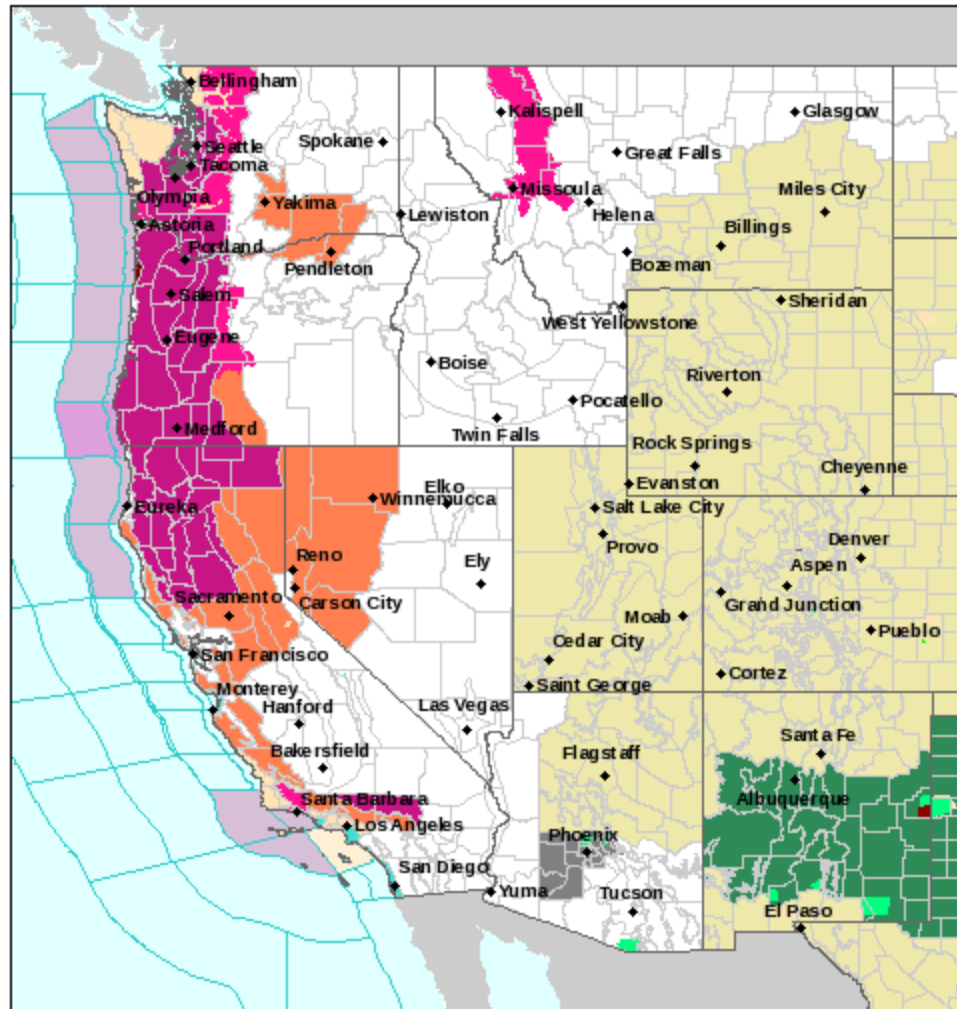 Bellingham
Kalispell
Glasgow
Seattle
Spokane
Great Falls
Tacoma
Olympia
Missoula
Miles City
Yakima
Lewiston
Helena
Astoria
Billings
Portland
Pendleton
Bozeman
Salem
Sheridan
West Yellowstone
Eugene
Boise
Riverton
Pocatello
Medford
Twin Falls
Rock Springs
Cheyenne
Elko
Evanston
Winnemucca
Eureka
Salt Lake City
Provo
Denver
Reno
Ely
Aspen
Sacramento
Carson City
Grand Junction
Moab
Pueblo
San Francisco
Cedar City
Cortez
Monterey
Saint George
Hanford
Las Vegas
Santa Fe
Bakersfield
Flagstaff
Santa Barbara
Albuquerque
Los Angeles
Phoenix
San Diego
Yuma
Tucson
El Paso